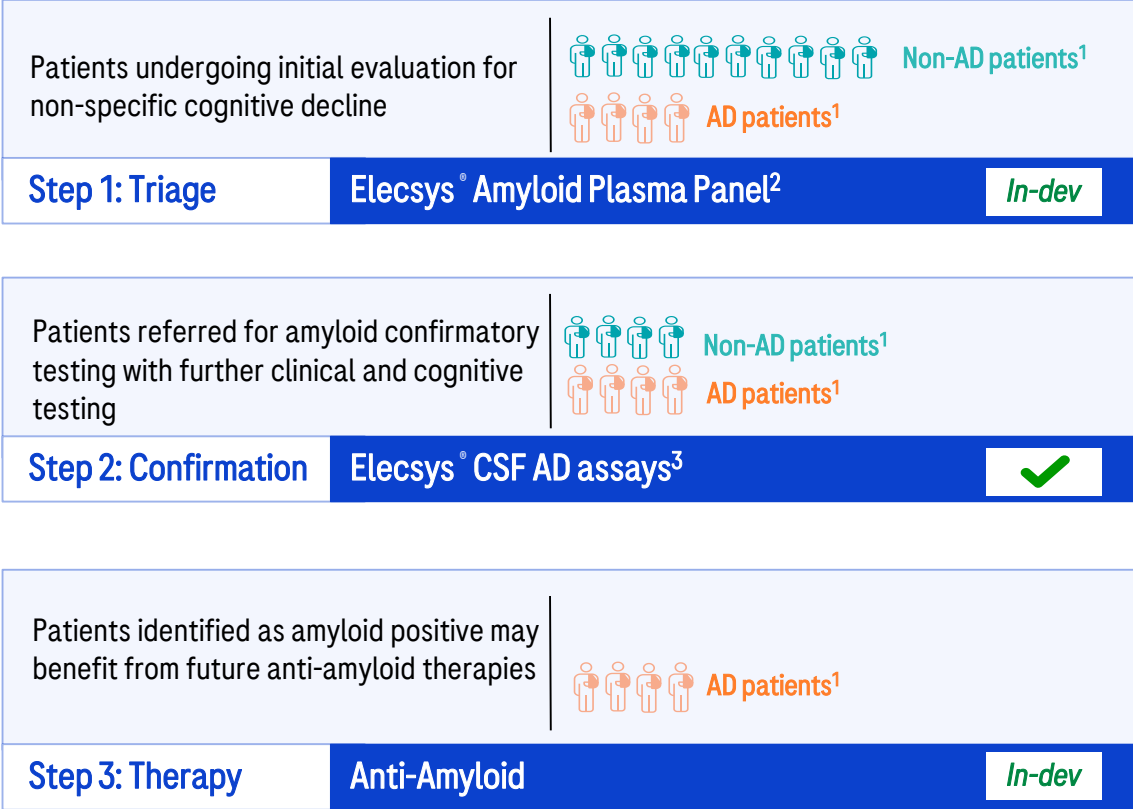 Patients undergoing initial evaluation for
non-specific cognitive decline
Non-AD patients¹
AD patients¹
Step 1: Triage
Elecsys® Amyloid Plasma Panel²
In-dev
Patients referred for amyloid confirmatory
testing with further clinical and cognitive
testing
Non-AD patients¹
AD patients¹
Step 2: Confirmation
Elecsys® CSF AD assays³
Patients identified as amyloid positive may
benefit from future anti-amyloid therapies
AD patients¹
Step 3: Therapy
Anti-Amyloid
In-dev